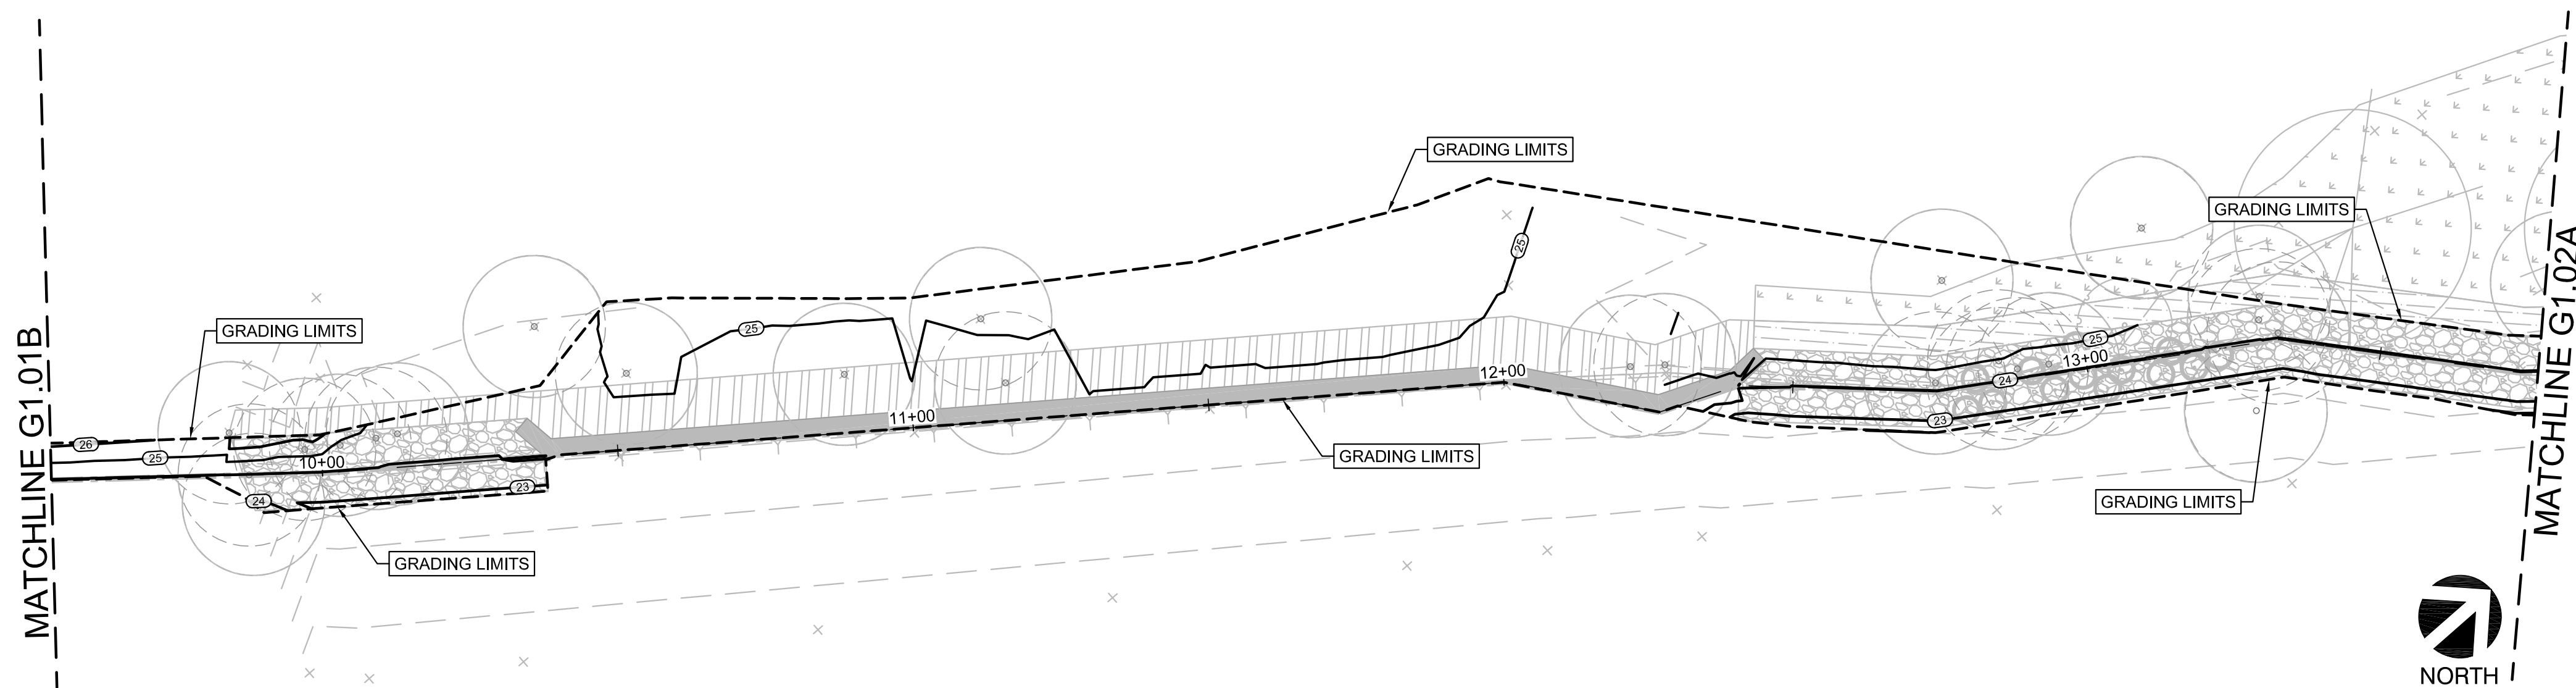 GRADING LIMITS
GRADING LIMITS
GRADING LIMITS
25
MATCHLINE G1.01B
MATCHLINE G1.02A
25
25
26
25
10+00
11+00
12+00
13+00
24
24
23
23
GRADING LIMITS
GRADING LIMITS
GRADING LIMITS
NORTH